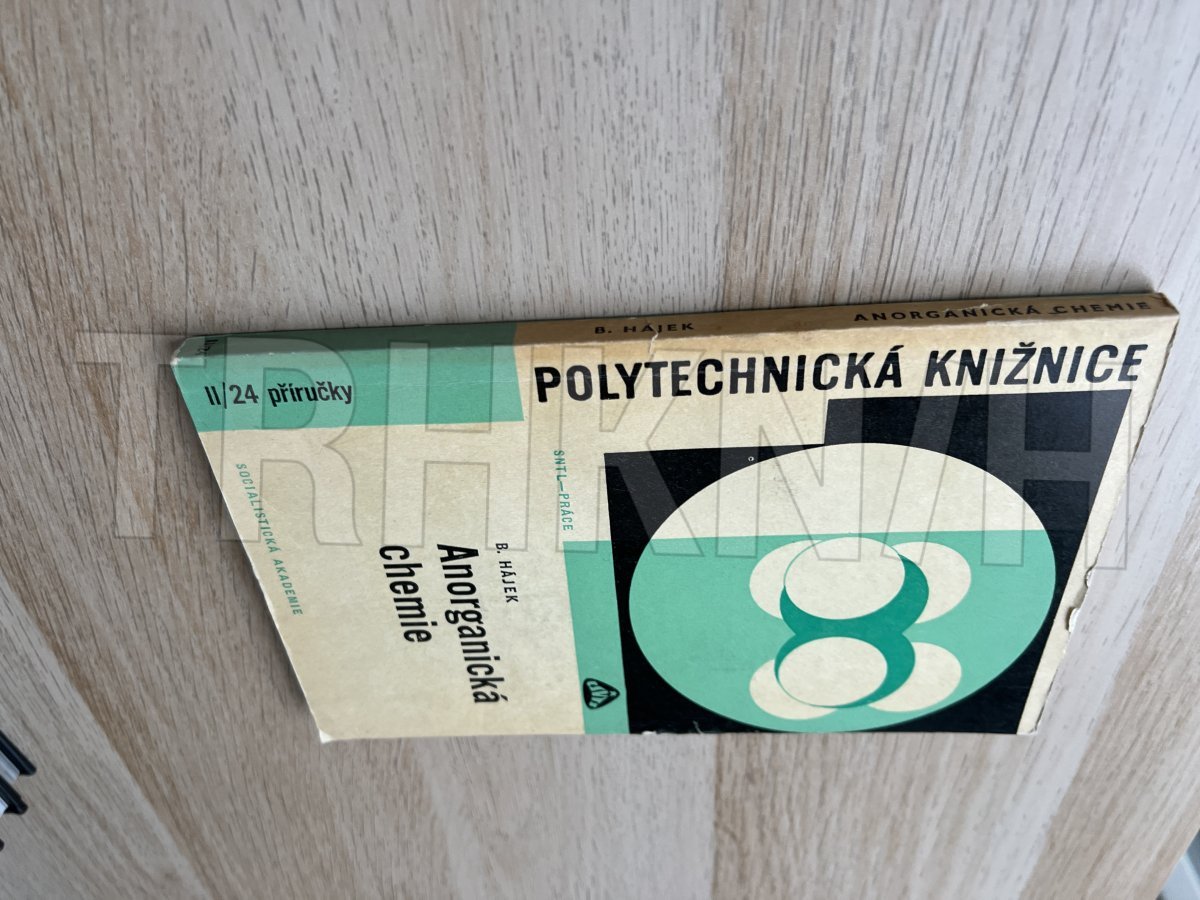 B. HÁJEK
ANORGANICKÁ CHEMIE
II/24 příručky
POLYTECHNICKÁ KNIŽNICE
SOCIALISTICKÁ AKADEMIE
SNTL—PRÁCE
B. HÁJEK
Anorganická
chemie